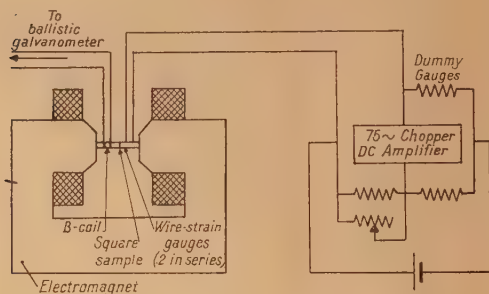 To
ballistic
galvanometer
Dummy
Gauges
75~ Chopper
DC Amplifier
B-coil
Square
sample
Wire-strain
gauges
(2 in series)
Electromagnet